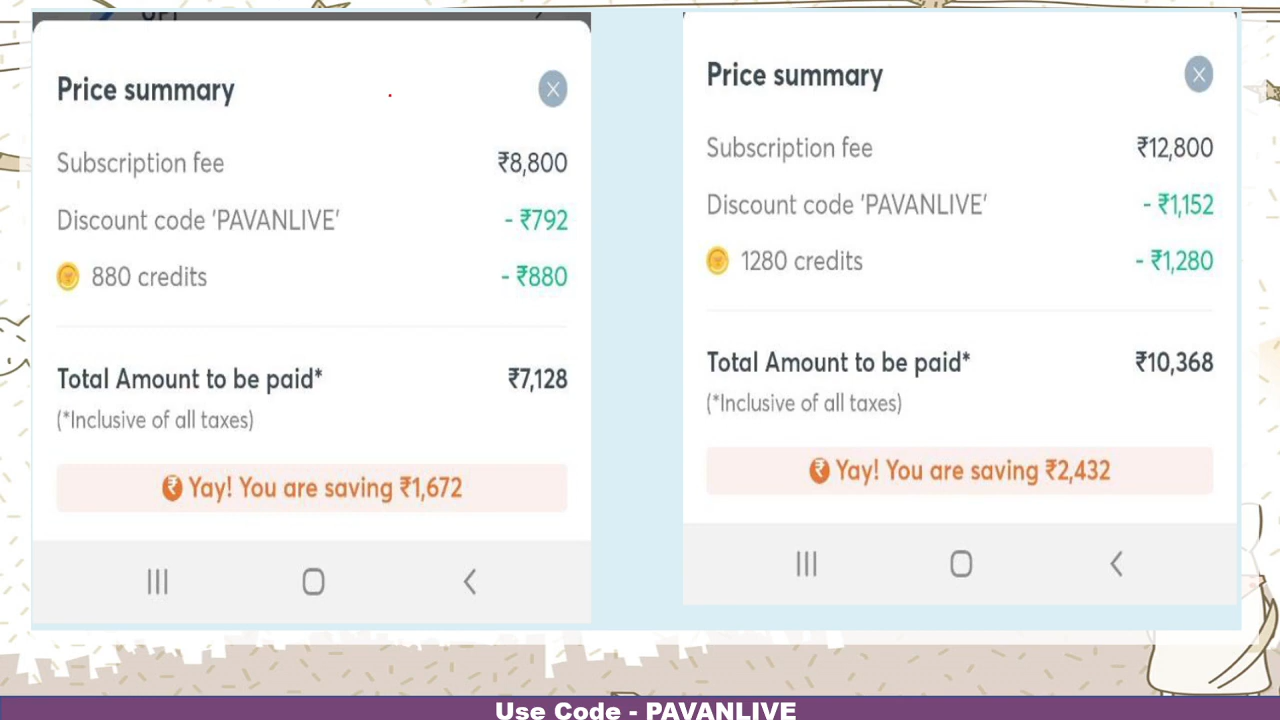 UPI
Price summary
Subscription fee ₹8,800
Discount code 'PAVANLIVE' - ₹792
880 credits - ₹880
Total Amount to be paid* ₹7,128
(*Inclusive of all taxes)
₹ Yay! You are saving ₹1,672
Price summary
Subscription fee ₹12,800
Discount code 'PAVANLIVE' - ₹1,152
1280 credits - ₹1,280
Total Amount to be paid* ₹10,368
(*Inclusive of all taxes)
₹ Yay! You are saving ₹2,432
Use Code - PAVANLIVE